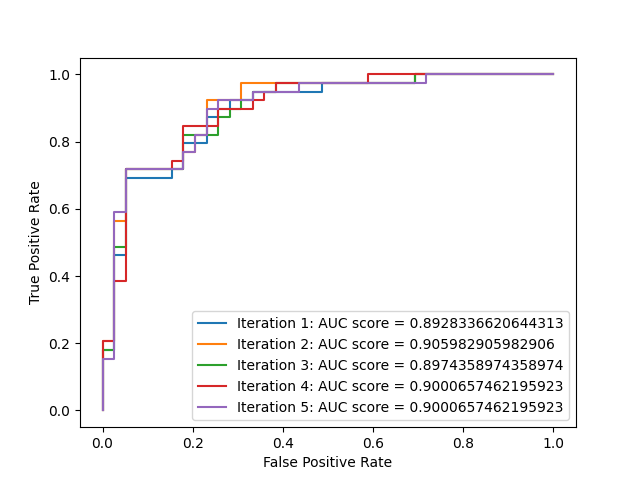 True Positive Rate
1.0
0.8
0.6
0.4
0.2
0.0
Iteration 1: AUC score = 0.8928336620644313
Iteration 2: AUC score = 0.905982905982906
Iteration 3: AUC score = 0.8974358974358974
Iteration 4: AUC score = 0.9000657462195923
Iteration 5: AUC score = 0.9000657462195923
0.0 0.2 0.4 0.6 0.8 1.0
False Positive Rate